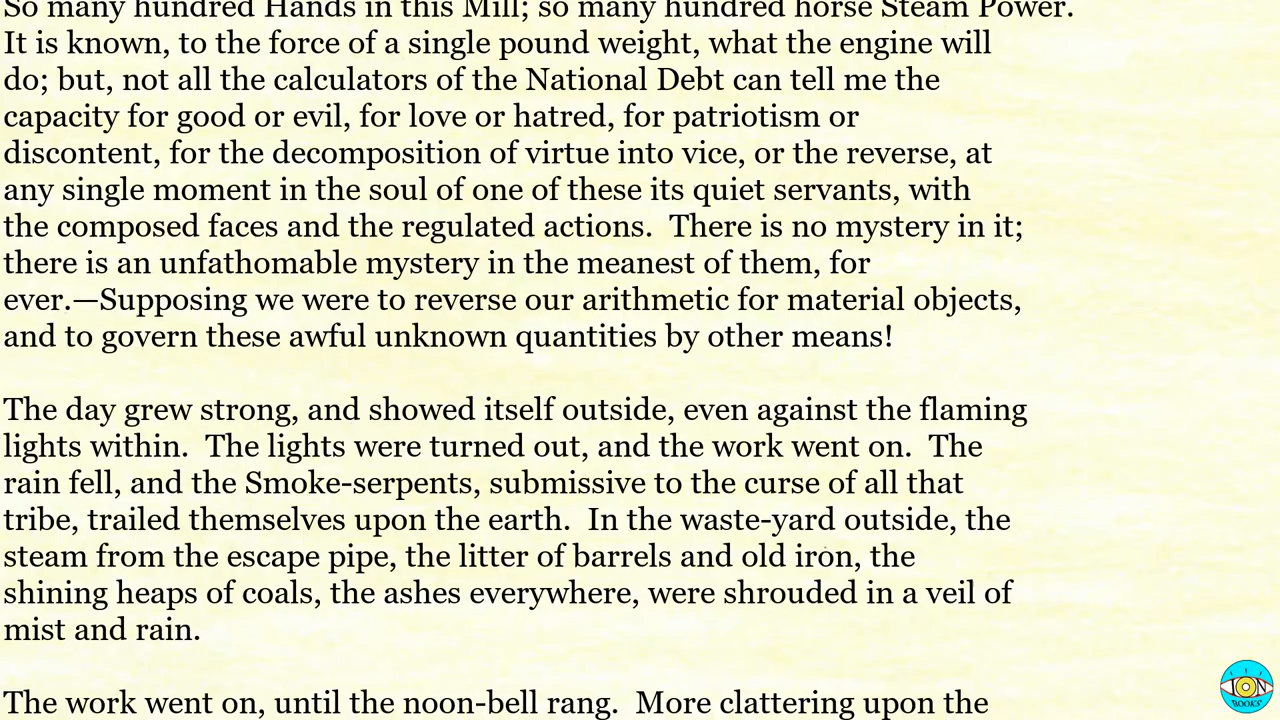 So many hundred Hands in this Mill; so many hundred horse Steam Power.
It is known, to the force of a single pound weight, what the engine will
do; but, not all the calculators of the National Debt can tell me the
capacity for good or evil, for love or hatred, for patriotism or
discontent, for the decomposition of virtue into vice, or the reverse, at
any single moment in the soul of one of these its quiet servants, with
the composed faces and the regulated actions.  There is no mystery in it;
there is an unfathomable mystery in the meanest of them, for
ever.—Supposing we were to reverse our arithmetic for material objects,
and to govern these awful unknown quantities by other means!
The day grew strong, and showed itself outside, even against the flaming
lights within.  The lights were turned out, and the work went on.  The
rain fell, and the Smoke-serpents, submissive to the curse of all that
tribe, trailed themselves upon the earth.  In the waste-yard outside, the
steam from the escape pipe, the litter of barrels and old iron, the
shining heaps of coals, the ashes everywhere, were shrouded in a veil of
mist and rain.
The work went on, until the noon-bell rang.  More clattering upon the
ION
BOOKS